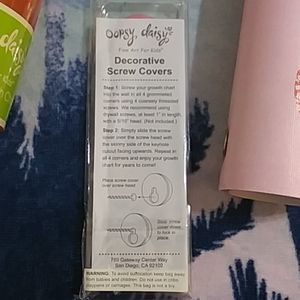 oopsy, daisy
Fine Art For Kids
Decorative
Screw Covers
Step 1: Screw your growth chart
into the wall in all 4 grommeted
corners using 4 coarsely threaded
screws. We recommend using
drywall screws, at least 1" in length
with a 5/16" head. (Not included.)
Step 2: Simply slide the screw
cover over the screw head with
the skinny side of the keyhole
cutout facing upwards. Repeat in
all 4 corners and enjoy your growth
chart for years to come!
Place screw cover
over screw head
Slide screw
cover down
to lock in
place.
Gateway Center Way
San Diego, CA 92102
WARNING: To avoid suffocation keep bag away
from babies and children. Do not use in cribs,
playpens or carriages. This bag is not a toy.